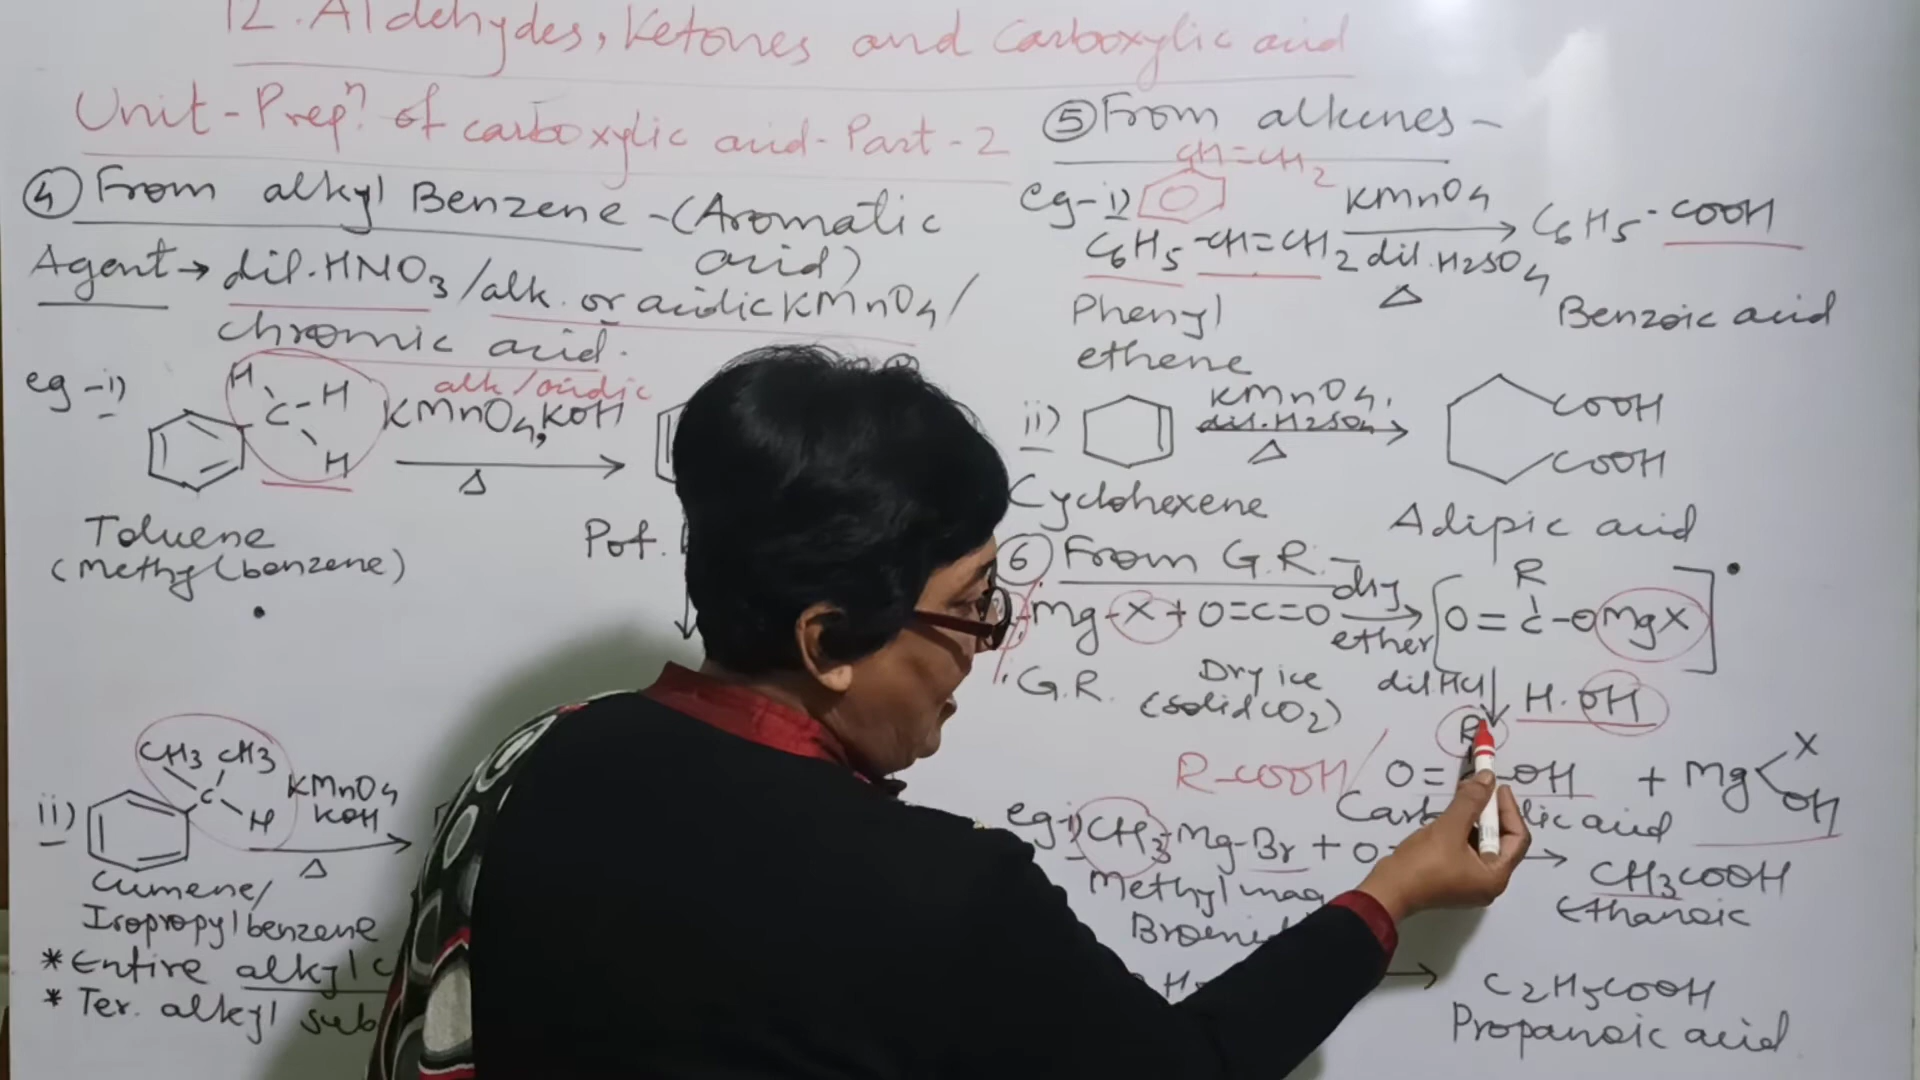 12. Aldehydes, Ketones and Carboxylic acid
Unit - Prepⁿ. of carboxylic acid - Part - 2
④ From alkyl Benzene - (Aromatic acid)
Agent → dil. HNO3 / alk. or acidic KMnO4 /
chromic acid.
eg - i)
H
C - H
H
alk / acidic
KMnO4, KOH
Δ
Toluene
(Methylbenzene)
Pot.
ii)
CH3 CH3
C
H
KMnO4
KOH
Δ
Cumene /
Isopropylbenzene
* Entire alkyl
* Ter. alkyl
⑤ From alkenes -
CH=CH2
eg - i)
C6H5 - CH=CH2
KMnO4
dil. H2SO4
Δ
C6H5 - COOH
Phenyl
ethene
Benzoic acid
ii)
KMnO4,
dil. H2SO4
Δ
COOH
COOH
Cyclohexene
Adipic acid
⑥ From G.R. -
Mg - X + O=C=O
dry
ether
R
O = C - OMgX
G.R.
Dry ice
(solid CO2)
dil HCl
H.OH
R-COOH /
R
O = -OH + Mg X OH
acid
eg - i) CH3 - Mg - Br + O
→ CH3COOH
Methyl
Ethanoic
→ C2H5COOH
Propanoic acid